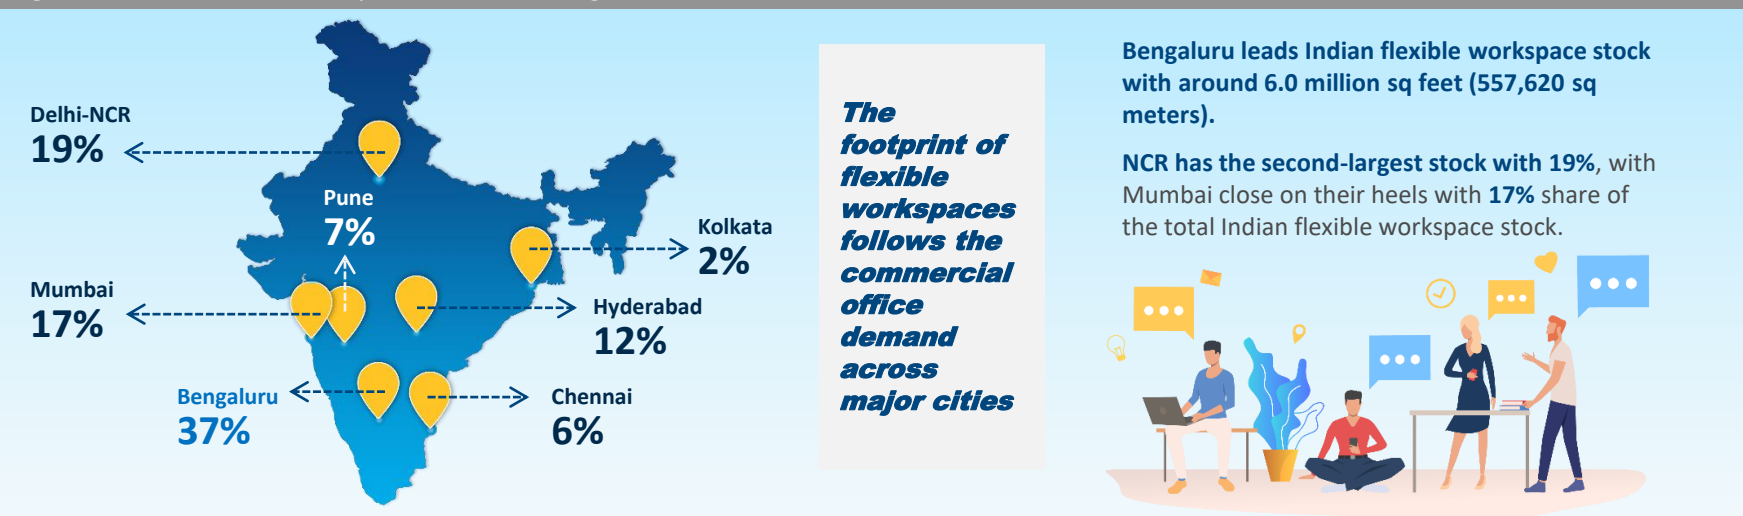 Delhi-NCR
19%
Pune
7%
Kolkata
2%
Mumbai
17%
Hyderabad
12%
Bengaluru
37%
Chennai
6%
The
footprint of
flexible
workspaces
follows the
commercial
office
demand
across
major cities
Bengaluru leads Indian flexible workspace stock
with around 6.0 million sq feet (557,620 sq
meters).
NCR has the second-largest stock with 19%, with
Mumbai close on their heels with 17% share of
the total Indian flexible workspace stock.